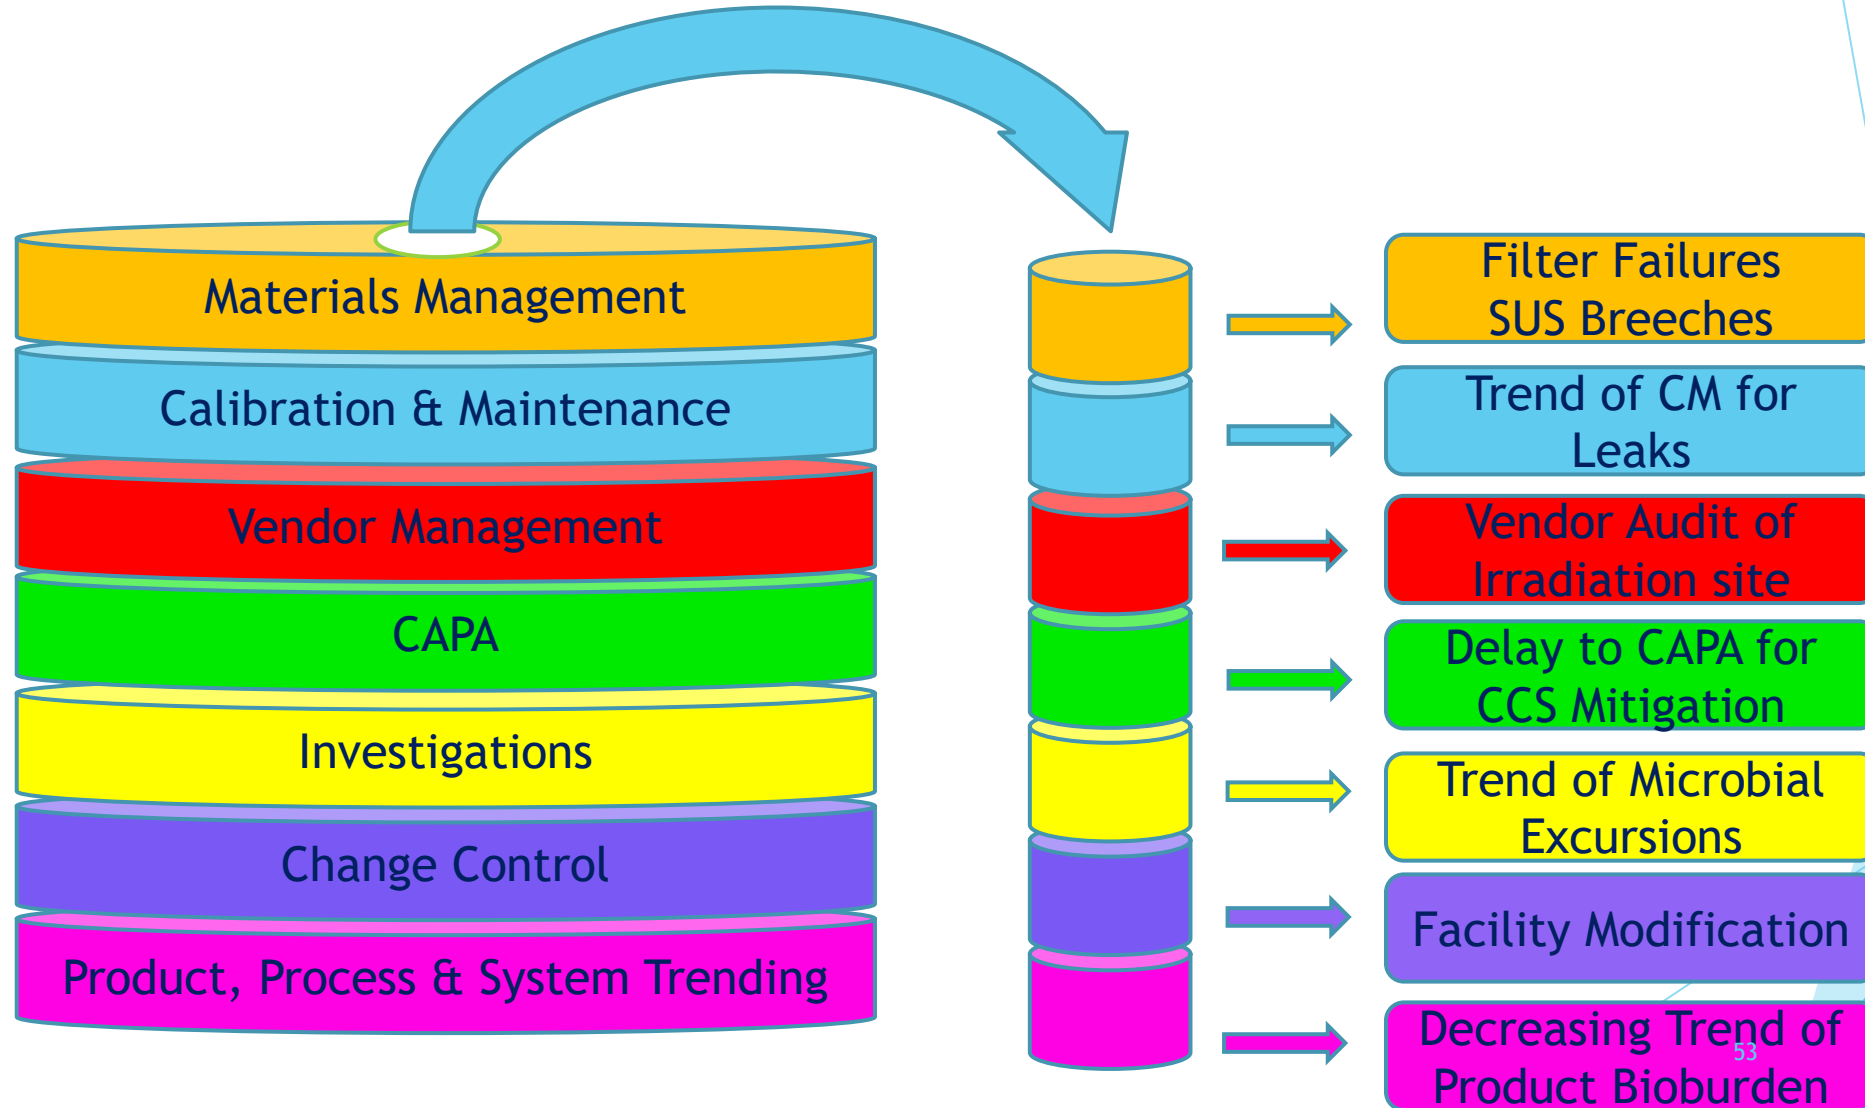 Materials Management
Calibration & Maintenance
Vendor Management
CAPA
Investigations
Change Control
Product, Process & System Trending
Filter Failures
SUS Breeches
Trend of CM for
Leaks
Vendor Audit of
Irradiation site
Delay to CAPA for
CCS Mitigation
Trend of Microbial
Excursions
Facility Modification
Decreasing Trend of
Product Bioburden
53